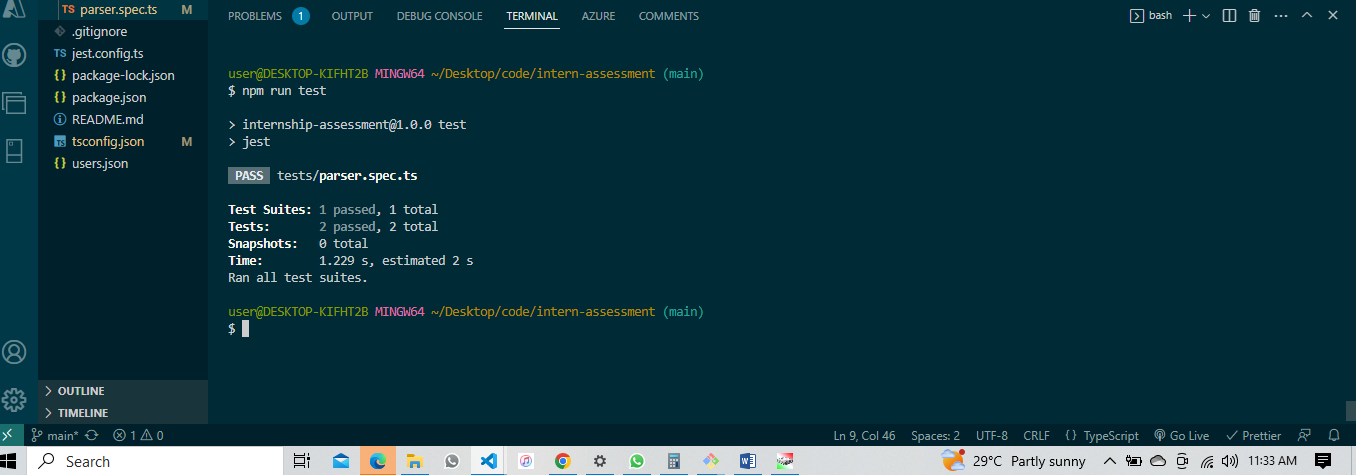 TS parser.spec.ts M
.gitignore
TS jest.config.ts
{} package-lock.json
{} package.json
README.md
TS tsconfig.json M
{} users.json
OUTLINE
TIMELINE
PROBLEMS 1 OUTPUT DEBUG CONSOLE TERMINAL AZURE COMMENTS
bash
user@DESKTOP-KIFHT2B MINGW64 ~/Desktop/code/intern-assessment (main)
$ npm run test
> internship-assessment@1.0.0 test
> jest
PASS tests/parser.spec.ts
Test Suites: 1 passed, 1 total
Tests: 2 passed, 2 total
Snapshots: 0 total
Time: 1.229 s, estimated 2 s
Ran all test suites.
user@DESKTOP-KIFHT2B MINGW64 ~/Desktop/code/intern-assessment (main)
$
main* 1 0 Ln 9, Col 46 Spaces: 2 UTF-8 CRLF {} TypeScript Go Live Prettier
Search 29°C Partly sunny 11:33 AM